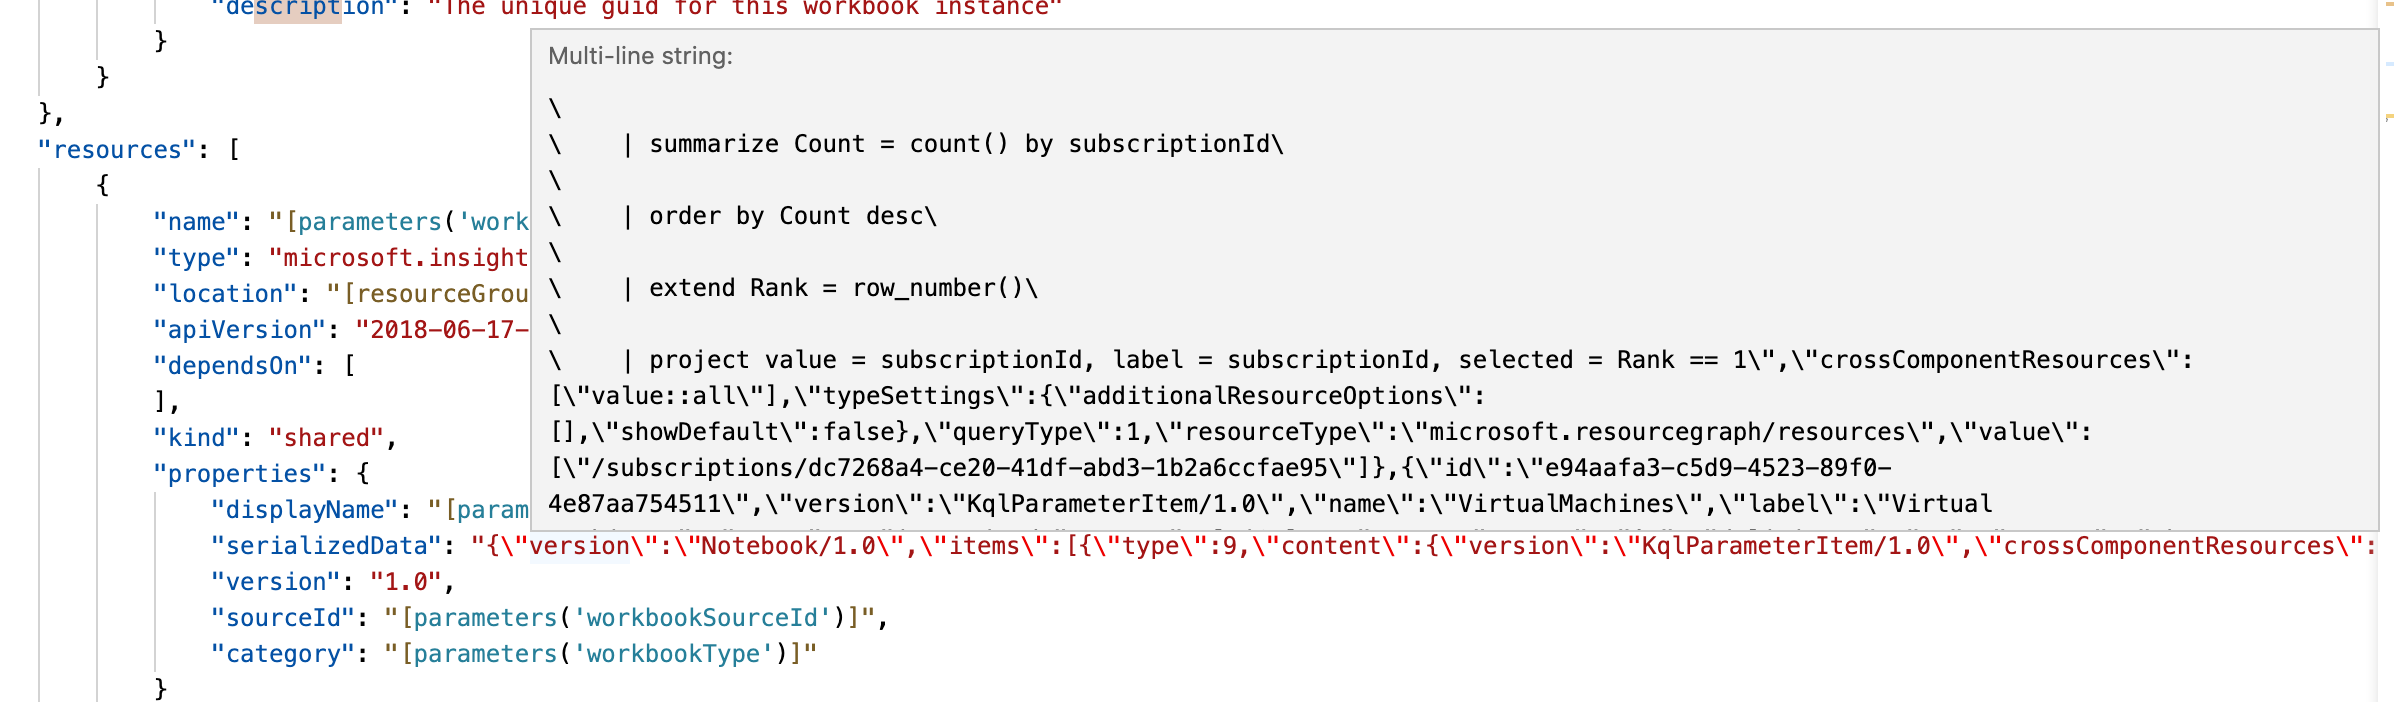 "description": "The unique guid for this workbook instance"
}
}
},
"resources": [
{
"name": "[parameters('work
"type": "microsoft.insight
"location": "[resourceGrou
"apiVersion": "2018-06-17-
"dependsOn": [
],
"kind": "shared",
"properties": {
"displayName": "[param
Multi-line string:
\
\    | summarize Count = count() by subscriptionId\
\
\    | order by Count desc\
\
\    | extend Rank = row_number()\
\
\    | project value = subscriptionId, label = subscriptionId, selected = Rank == 1\",\"crossComponentResources\":
[\"value::all\"],\"typeSettings\":{\"additionalResourceOptions\":
[],\"showDefault\":false},\"queryType\":1,\"resourceType\":\"microsoft.resourcegraph/resources\",\"value\":
[\"/subscriptions/dc7268a4-ce20-41df-abd3-1b2a6ccfae95\"]},{\"id\":\"e94aafa3-c5d9-4523-89f0-
4e87aa754511\",\"version\":\"KqlParameterItem/1.0\",\"name\":\"VirtualMachines\",\"label\":\"Virtual
"serializedData": "{\"version\":\"Notebook/1.0\",\"items\":[{\"type\":9,\"content\":{\"version\":\"KqlParameterItem/1.0\",\"crossComponentResources\":
"version": "1.0",
"sourceId": "[parameters('workbookSourceId')]",
"category": "[parameters('workbookType')]"
}